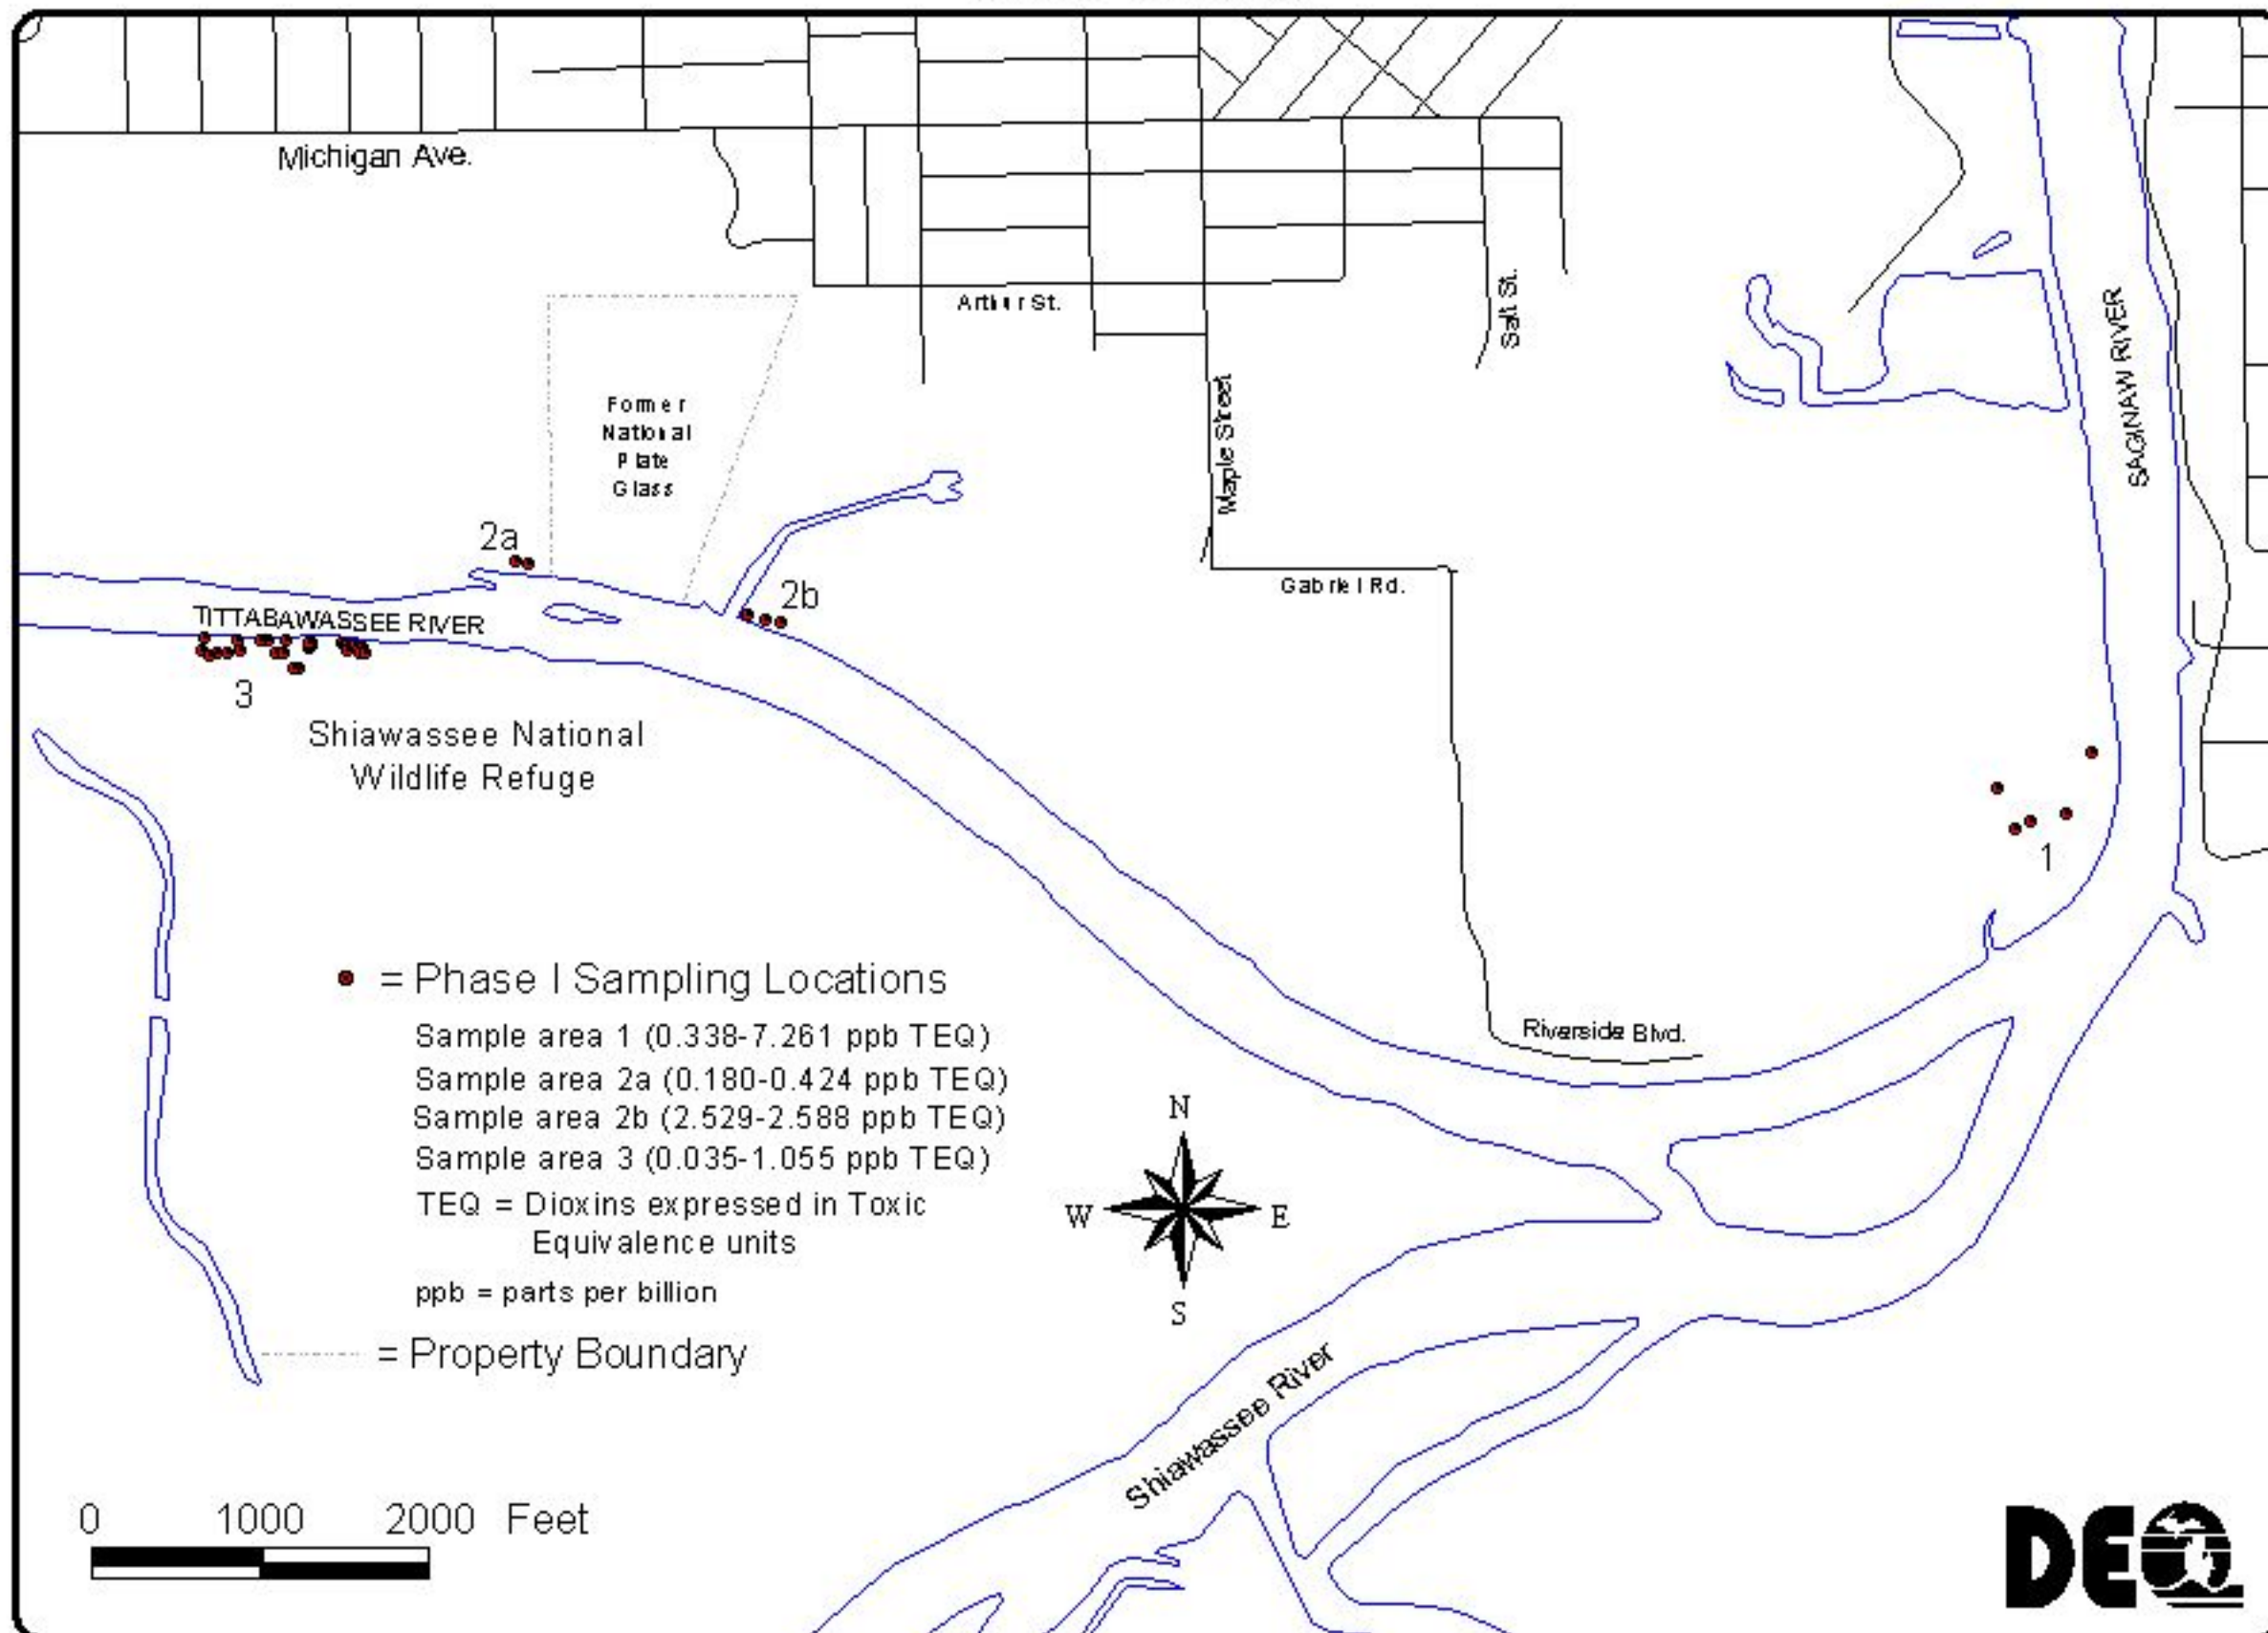 Michigan Ave.
Arthur St.
Salt St.
SAGINAW RIVER
Former
National
Plate
Glass
Maple Street
2a
Gabriel Rd.
2b
TITTABAWASSEE RIVER
3
Shiawassee National
Wildlife Refuge
1
= Phase I Sampling Locations
Sample area 1 (0.338-7.261 ppb TEQ)
Sample area 2a (0.180-0.424 ppb TEQ)
Sample area 2b (2.529-2.588 ppb TEQ)
Sample area 3 (0.035-1.055 ppb TEQ)
TEQ = Dioxins expressed in Toxic
Equivalence units
ppb = parts per billion
= Property Boundary
Riverside Blvd.
N
W E
S
Shiawassee River
0 1000 2000 Feet
DEQ